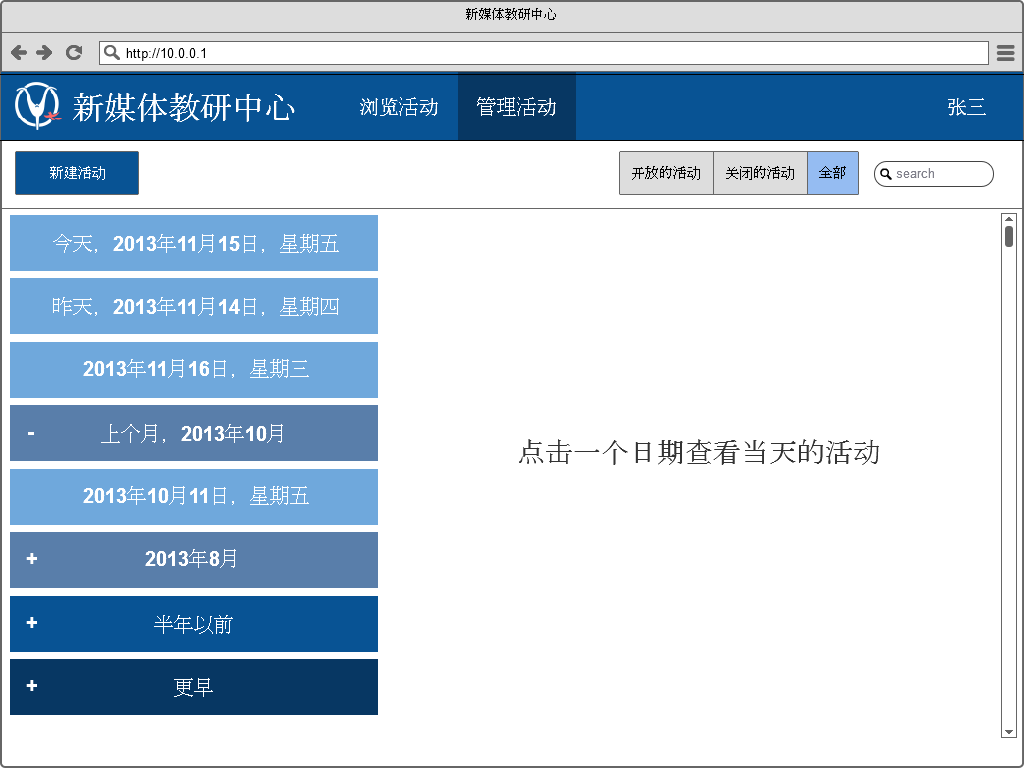 新媒体教研中心
http://10.0.0.1
新媒体教研中心 浏览活动 管理活动 张三
新建活动 开放的活动 关闭的活动 全部 search
今天，2013年11月15日，星期五
昨天，2013年11月14日，星期四
2013年11月16日，星期三
- 上个月，2013年10月
点击一个日期查看当天的活动
2013年10月11日，星期五
+ 2013年8月
+ 半年以前
+ 更早